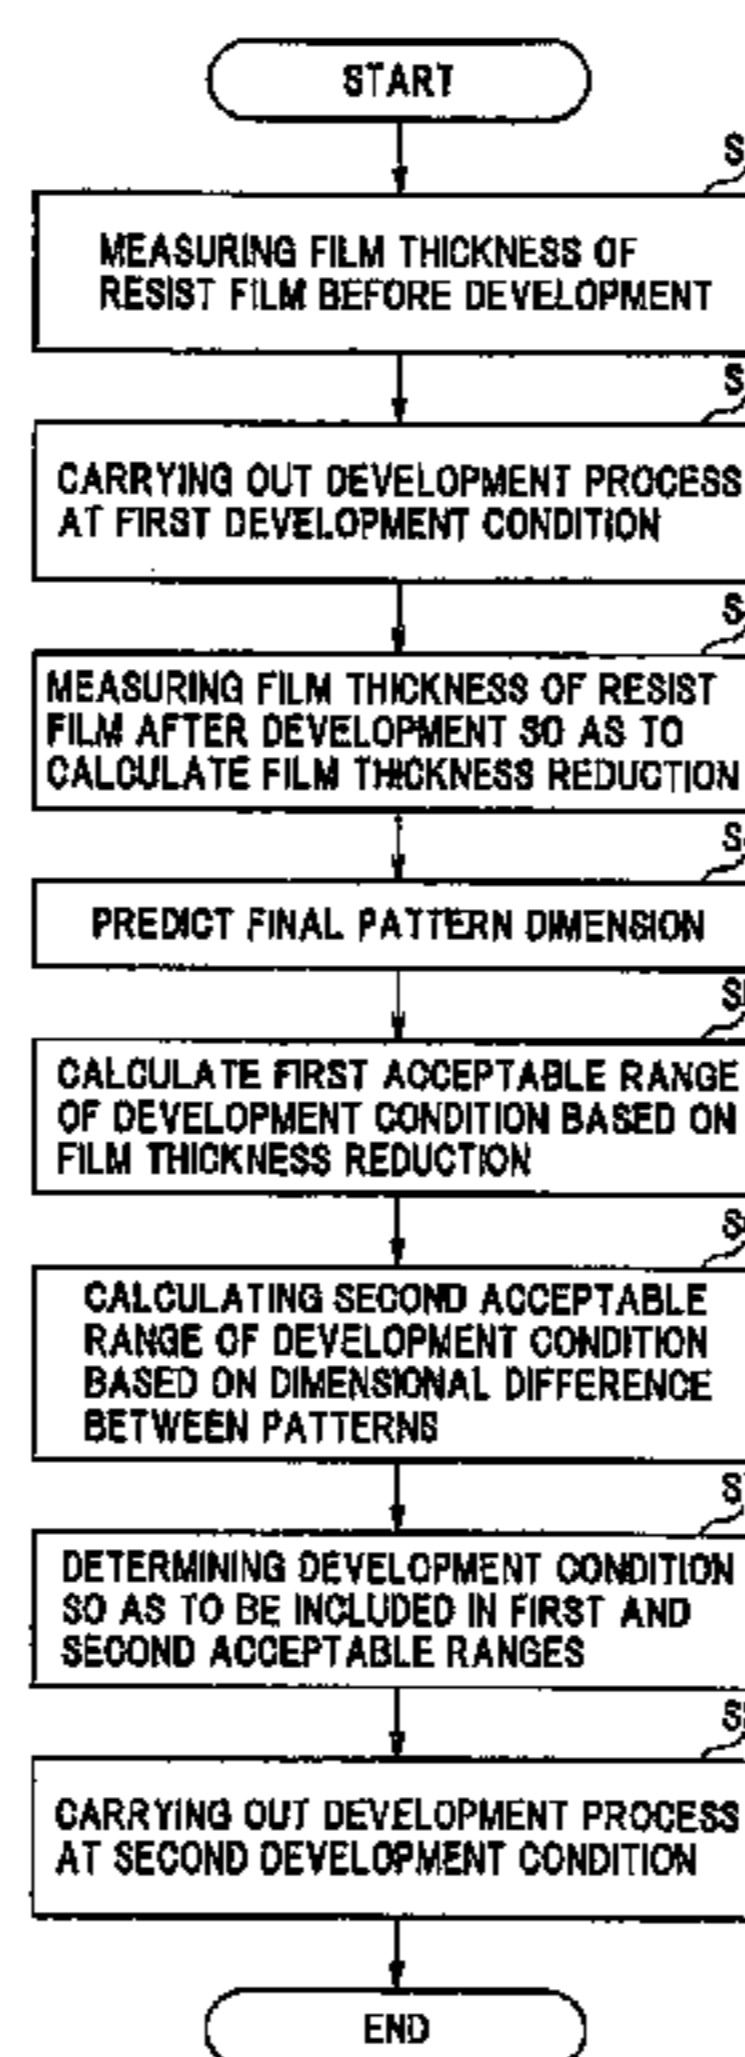 START
MEASURING FILM THICKNESS OF
RESIST FILM BEFORE DEVELOPMENT
CARRYING OUT DEVELOPMENT PROCESS
AT FIRST DEVELOPMENT CONDITION
MEASURING FILM THICKNESS OF RESIST
FILM AFTER DEVELOPMENT SO AS TO
CALCULATE FILM THICKNESS REDUCTION
PREDICT FINAL PATTERN DIMENSION
CALCULATE FIRST ACCEPTABLE RANGE
OF DEVELOPMENT CONDITION BASED ON
FILM THICKNESS REDUCTION
CALCULATING SECOND ACCEPTABLE
RANGE OF DEVELOPMENT CONDITION
BASED ON DIMENSIONAL DIFFERENCE
BETWEEN PATTERNS
DETERMINING DEVELOPMENT CONDITION
SO AS TO BE INCLUDED IN FIRST AND
SECOND ACCEPTABLE RANGES
CARRYING OUT DEVELOPMENT PROCESS
AT SECOND DEVELOPMENT CONDITION
END